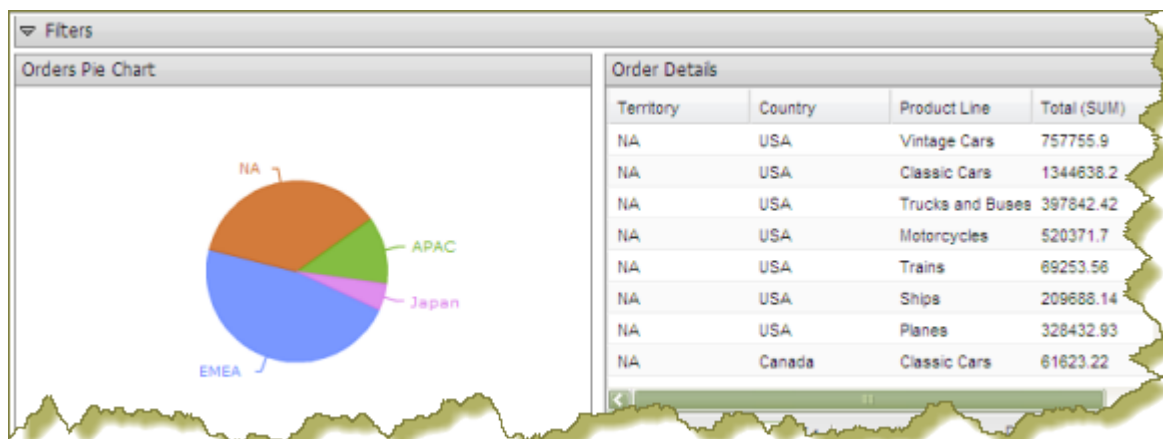 Filters
Orders Pie Chart
NA
APAC
Japan
EMEA
Order Details
Territory Country Product Line Total (SUM)
NA USA Vintage Cars 757755.9
NA USA Classic Cars 1344638.2
NA USA Trucks and Buses 397842.42
NA USA Motorcycles 520371.7
NA USA Trains 69253.56
NA USA Ships 209688.14
NA USA Planes 328432.93
NA Canada Classic Cars 61623.22